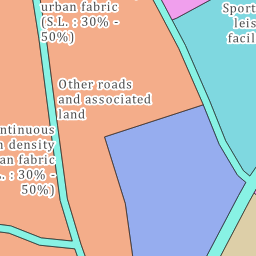 urban fabric
(S.L. : 30% -
50%)
Sport
leis
facil
Other roads
and associated
land
ntinuous
density
an fabric
. : 30% -
50%)